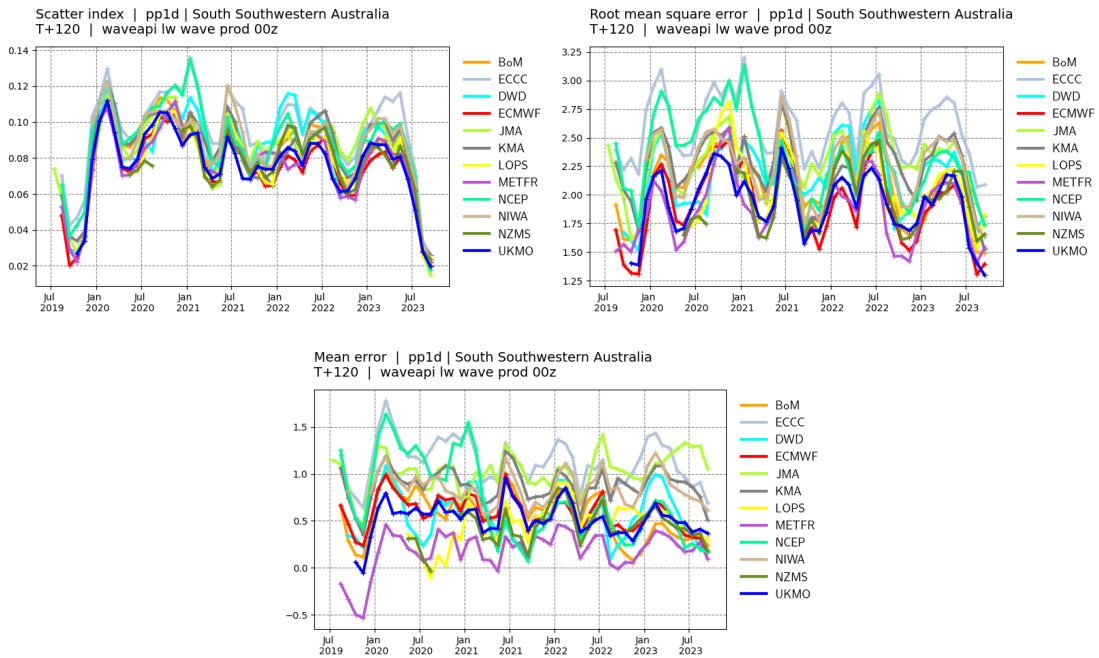 Scatter index | pp1d | South Southwestern Australia
T+120 | waveapi lw wave prod 00z
0.14
0.12
0.10
0.08
0.06
0.04
0.02
Jul 2019
Jan 2020
Jul 2020
Jan 2021
Jul 2021
Jan 2022
Jul 2022
Jan 2023
Jul 2023
BoM
ECCC
DWD
ECMWF
JMA
KMA
LOPS
METFR
NCEP
NIWA
NZMS
UKMO
Root mean square error | pp1d | South Southwestern Australia
T+120 | waveapi lw wave prod 00z
3.25
3.00
2.75
2.50
2.25
2.00
1.75
1.50
1.25
Jul 2019
Jan 2020
Jul 2020
Jan 2021
Jul 2021
Jan 2022
Jul 2022
Jan 2023
Jul 2023
BoM
ECCC
DWD
ECMWF
JMA
KMA
LOPS
METFR
NCEP
NIWA
NZMS
UKMO
Mean error | pp1d | South Southwestern Australia
T+120 | waveapi lw wave prod 00z
1.5
1.0
0.5
0.0
−0.5
Jul 2019
Jan 2020
Jul 2020
Jan 2021
Jul 2021
Jan 2022
Jul 2022
Jan 2023
Jul 2023
BoM
ECCC
DWD
ECMWF
JMA
KMA
LOPS
METFR
NCEP
NIWA
NZMS
UKMO